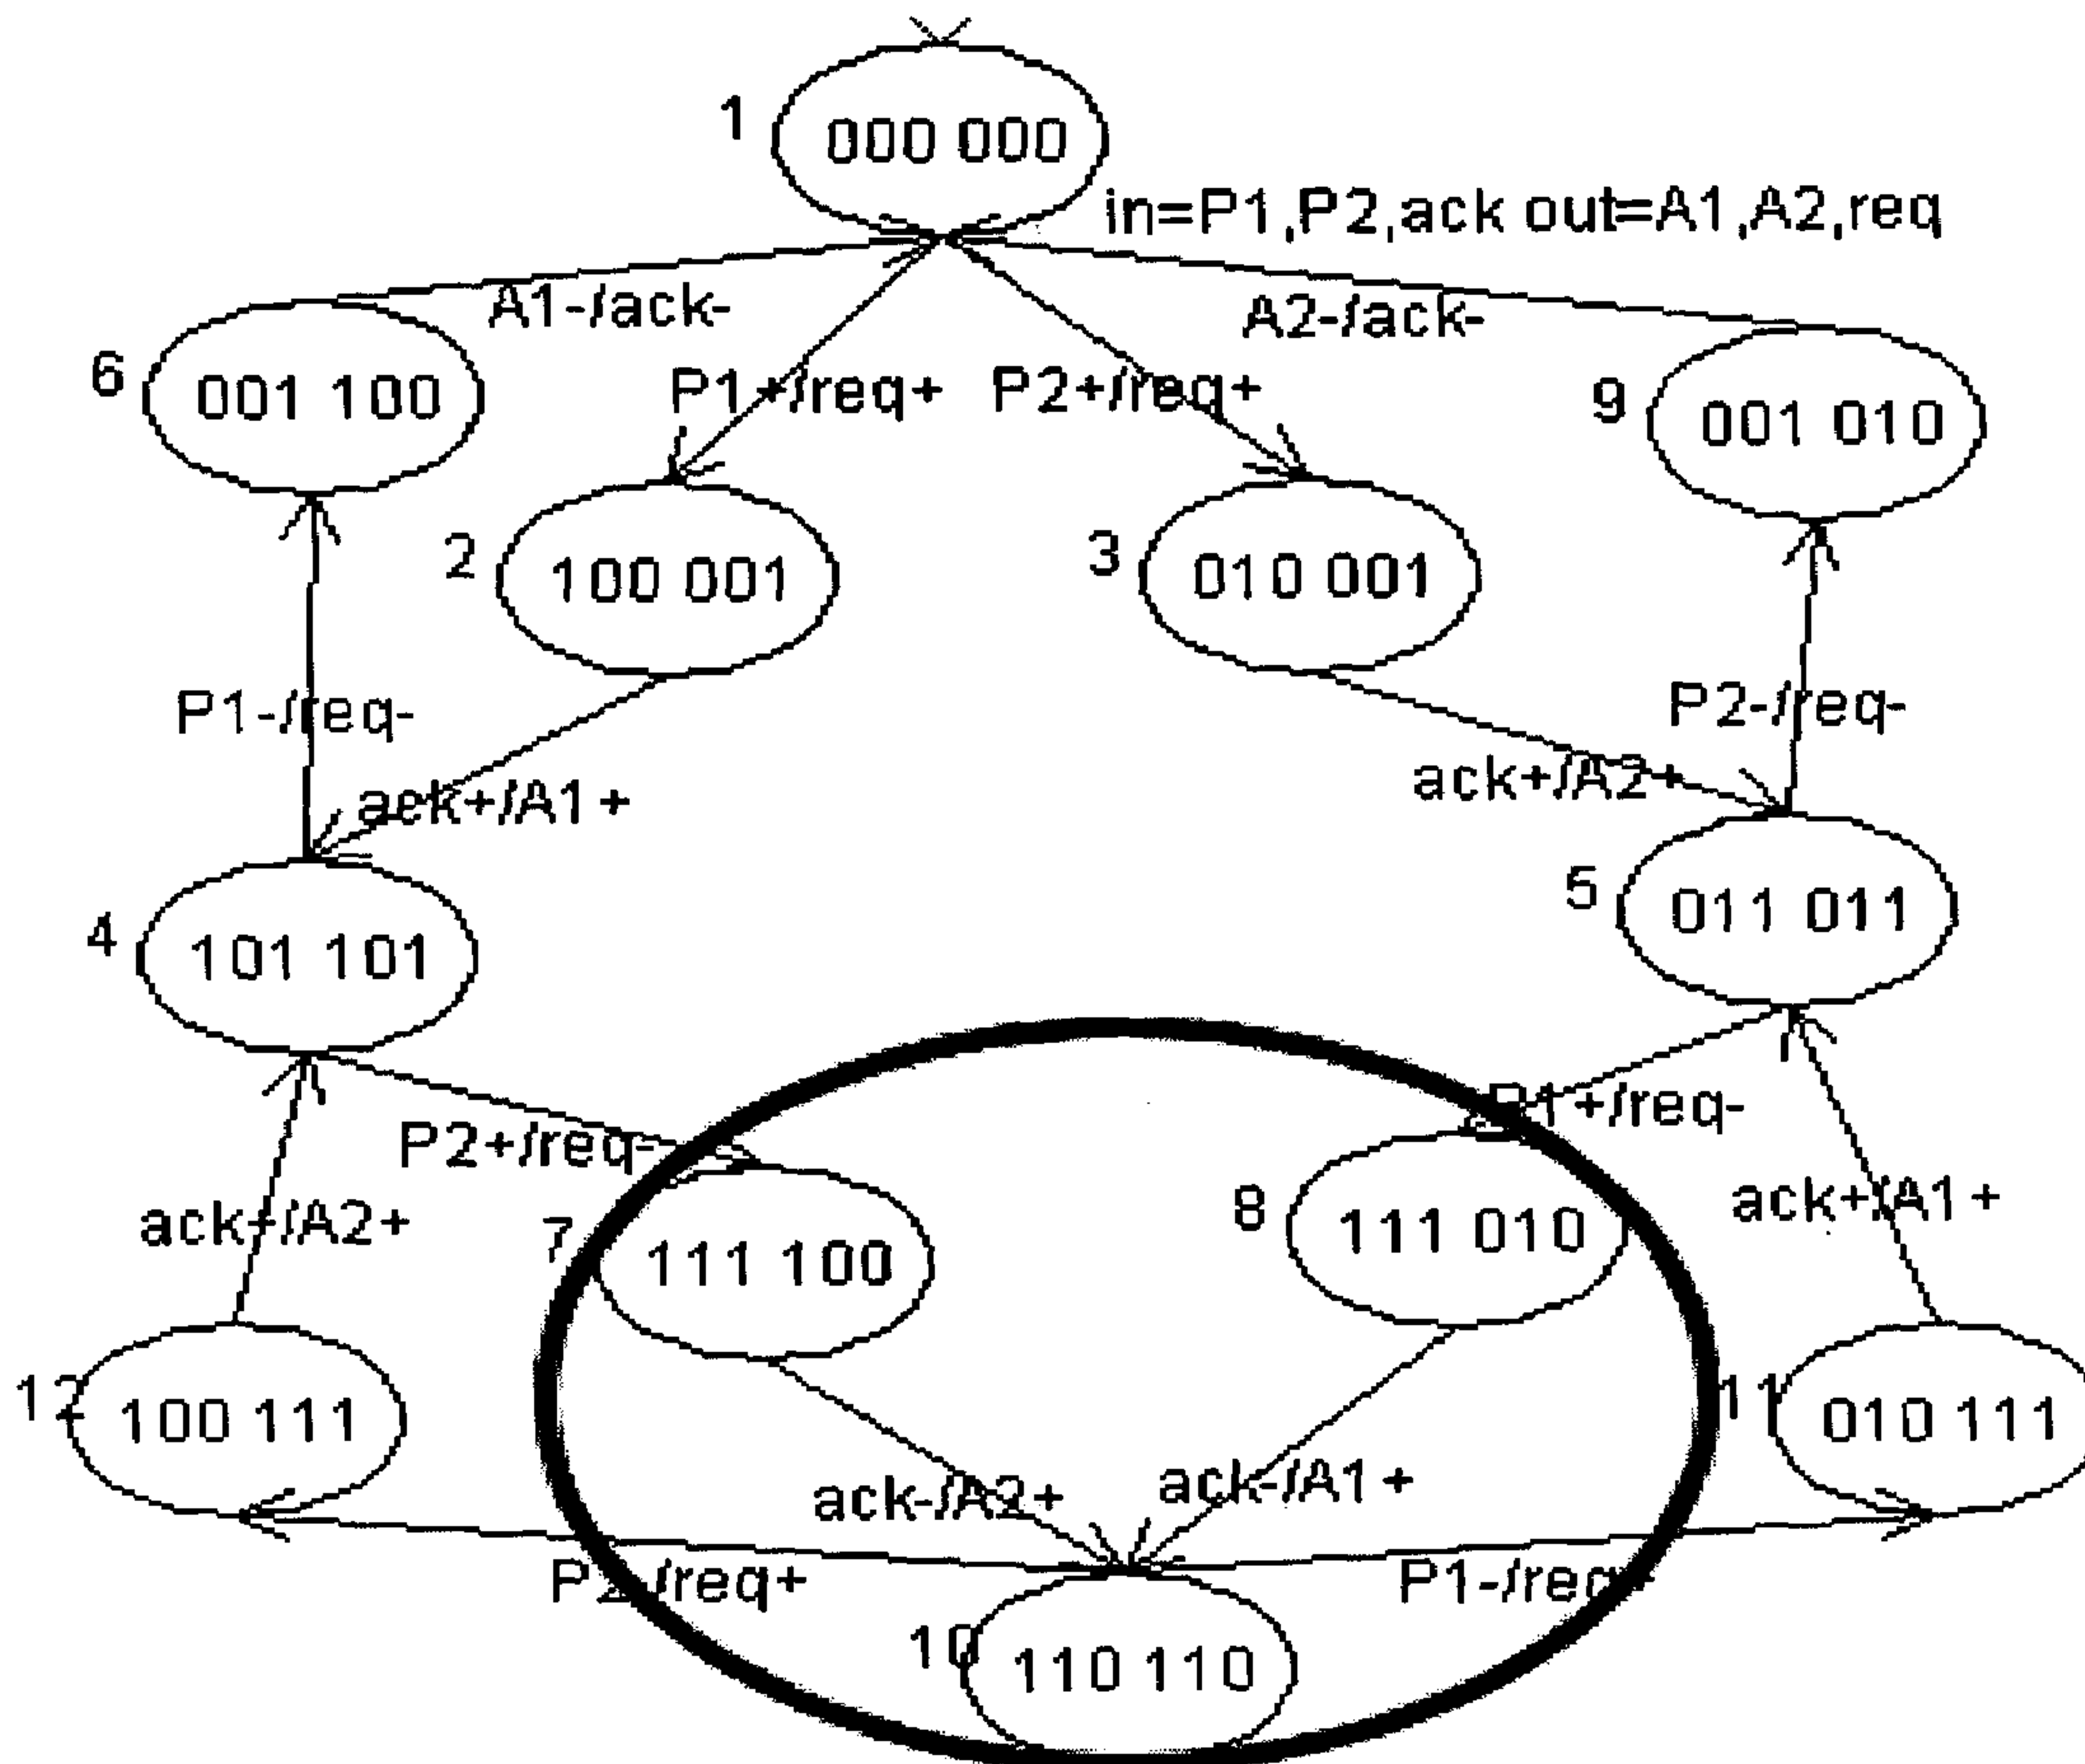 1
000 000
in=P1,P2,ack out=A1,A2,req
A1-/ack-
A2-/ack-
6
001 100
P1+/req+
P2+/req+
9
001 010
2
100 001
3
010 001
P1-/req-
P2-/req-
ack+/A1+
ack+/A2+
4
101 101
5
011 011
P2+/req-
P1+/req-
ack+/A2+
7
111 100
8
111 010
ack+/A1+
12
100 111
11
010 111
ack-/A2+
ack-/A1+
P2-/req+
P1-/req+
10
110 110